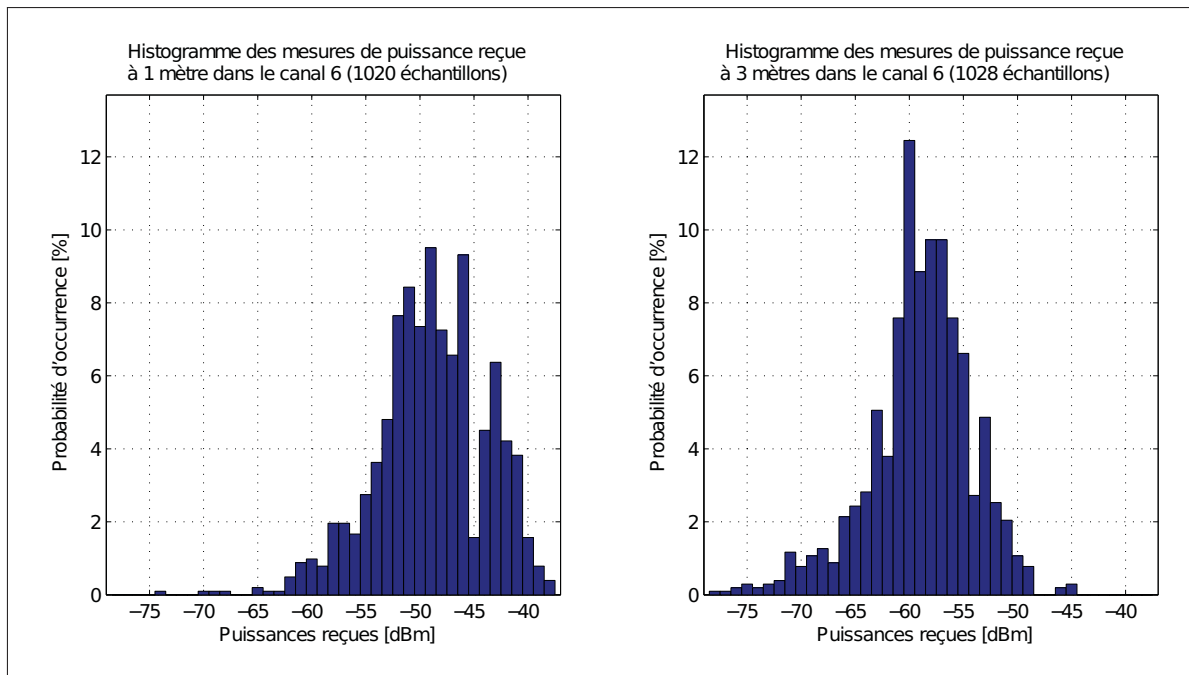 Histogramme des mesures de puissance reçue
à 1 mètre dans le canal 6 (1020 échantillons)
12
10
8
6
4
2
0
Probabilité d'occurrence [%]
−75 −70 −65 −60 −55 −50 −45 −40
Puissances reçues [dBm]
Histogramme des mesures de puissance reçue
à 3 mètres dans le canal 6 (1028 échantillons)
12
10
8
6
4
2
0
Probabilité d'occurrence [%]
−75 −70 −65 −60 −55 −50 −45 −40
Puissances reçues [dBm]